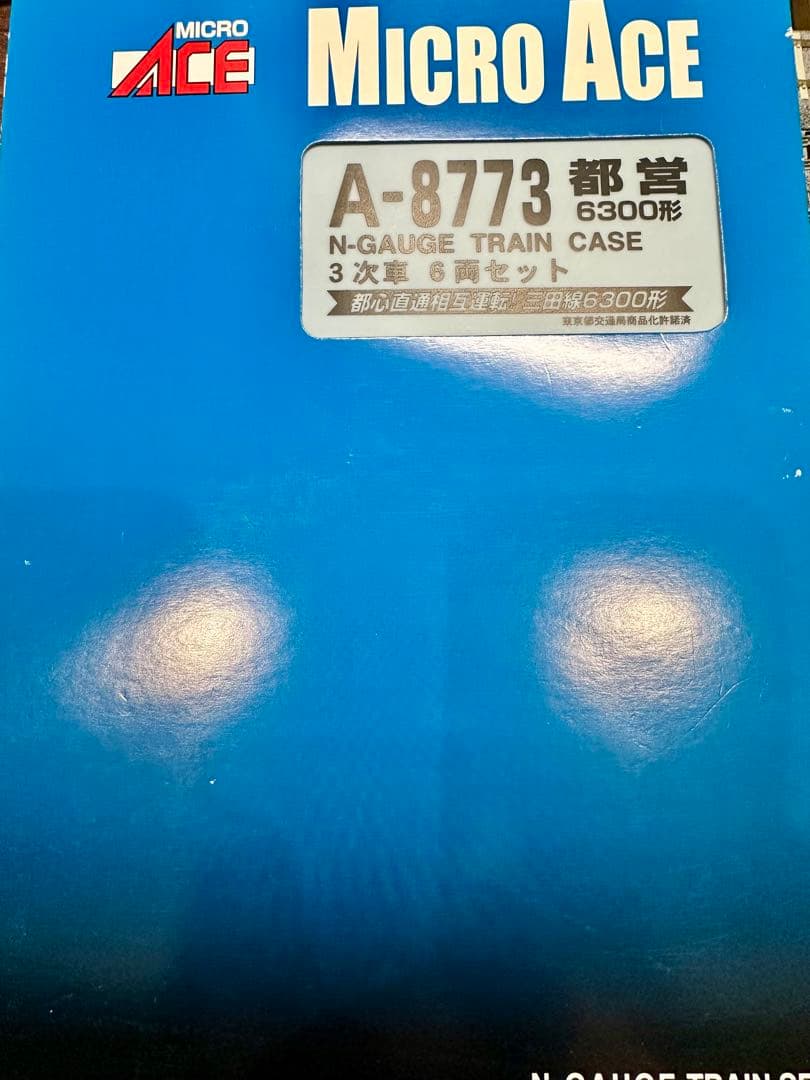 MICRO
ACE
MICRO ACE
A-8773 都営
6300形
N-GAUGE TRAIN CASE
3次車 6両セット
都心直通相互運転!三田線6300形
東京都交通局商品化許諾済
N-GAUGE TRAIN